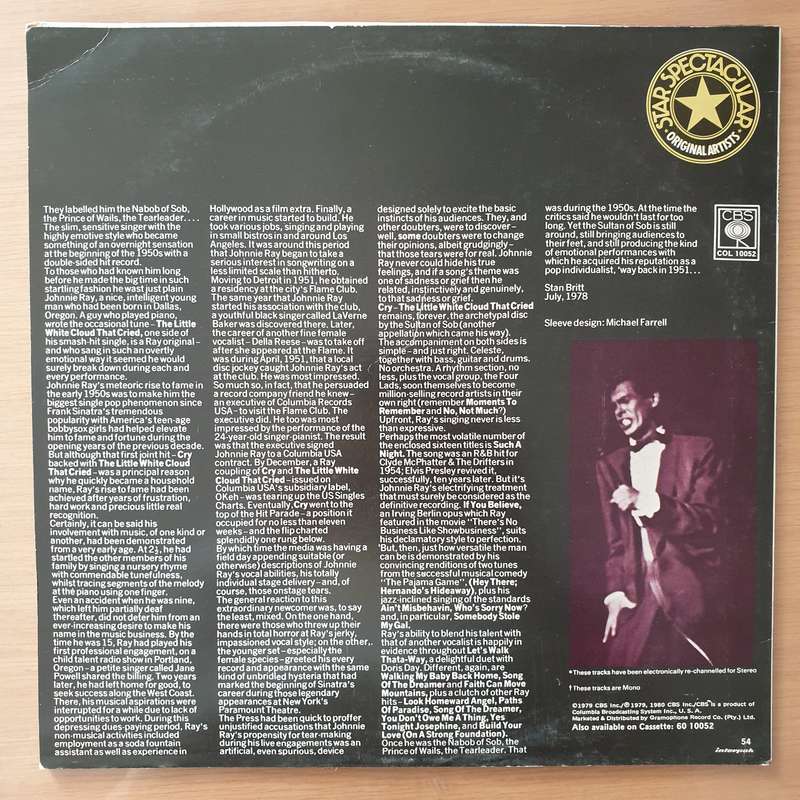 STAR SPECTACULAR
· ORIGINAL ARTISTS ·
They labelled him the Nabob of Sob,
the Prince of Wails, the Tearleader....
The slim, sensitive singer with the
highly emotive style who became
something of an overnight sensation
at the beginning of the 1950s with a
double-sided hit record.
To those who had known him long
before he made the big time in such
startling fashion he was just plain
Johnnie Ray, a nice, intelligent young
man who had been born in Dallas,
Oregon. A guy who played piano,
wrote the occasional tune – The Little
White Cloud That Cried, one side of
his smash-hit single, is a Ray original –
and who sang in such an overtly
emotional way it seemed he would
surely break down during each and
every performance.
Johnnie Ray's meteoric rise to fame in
the early 1950s was to make him the
biggest single pop phenomenon since
Frank Sinatra's tremendous
popularity with America's teen-age
bobbysox girls had helped elevate
him to fame and fortune during the
opening years of the previous decade.
But although that first joint hit – Cry
backed with The Little White Cloud
That Cried – was a principal reason
why he quickly became a household
name, Ray's rise to fame had been
achieved after years of frustration,
hard work and precious little real
recognition.
Certainly, it can be said his
involvement with music, of one kind or
another, had been demonstrated
from a very early age. At 2½, he had
startled the other members of his
family by singing a nursery rhyme
with commendable tunefulness,
whilst tracing segments of the melody
at the piano using one finger.
Even an accident when he was nine,
which left him partially deaf
thereafter, did not deter him from an
ever-increasing desire to make his
name in the music business. By the
time he was 15, Ray had played his
first professional engagement, on a
child talent radio show in Portland,
Oregon – a petite singer called Jane
Powell shared the billing. Two years
later, he had left home for good, to
seek success along the West Coast.
There, his musical aspirations were
interrupted for a while due to lack of
opportunities to work. During this
depressing dues-paying period, Ray's
non-musical activities included
employment as a soda fountain
assistant as well as experience in
Hollywood as a film extra. Finally, a
career in music started to build. He
took various jobs, singing and playing
in small bistros in and around Los
Angeles. It was around this period
that Johnnie Ray began to take a
serious interest in songwriting on a
less limited scale than hitherto.
Moving to Detroit in 1951, he obtained
a residency at the city's Flame Club.
The same year that Johnnie Ray
started his association with the club,
a youthful black singer called LaVerne
Baker was discovered there. Later,
the career of another fine female
vocalist – Della Reese – was to take off
after she appeared at the Flame. It
was during April, 1951, that a local
disc jockey caught Johnnie Ray's act
at the club. He was most impressed.
So much so, in fact, that he persuaded
a record company friend he knew –
an executive of Columbia Records
USA – to visit the Flame Club. The
executive did. He too was most
impressed by the performance of the
24-year-old singer-pianist. The result
was that the executive signed
Johnnie Ray to a Columbia USA
contract. By December, a Ray
coupling of Cry and The Little White
Cloud That Cried – issued on
Columbia USA's subsidiary label,
OKeh – was tearing up the US Singles
Charts. Eventually, Cry went to the
top of the Hit Parade – a position it
occupied for no less than eleven
weeks – and the flip charted
splendidly one rung below.
By which time the media was having a
field day appending suitable (or
otherwise) descriptions of Johnnie
Ray's vocal abilities, his totally
individual stage delivery – and, of
course, those onstage tears.
The general reaction to this
extraordinary newcomer was, to say
the least, mixed. On the one hand,
there were those who threw up their
hands in total horror at Ray's jerky,
impassioned vocal style; on the other,
the younger set – especially the
female species – greeted his every
record and appearance with the same
kind of unbridled hysteria that had
marked the beginning of Sinatra's
career during those legendary
appearances at New York's
Paramount Theatre.
The Press had been quick to proffer
unjustified accusations that Johnnie
Ray's propensity for tear-making
during his live engagements was an
artificial, even spurious, device
designed solely to excite the basic
instincts of his audiences. They, and
other doubters, were to discover –
well, some doubters were to change
their opinions, albeit grudgingly –
that those tears were for real. Johnnie
Ray never could hide his true
feelings, and if a song's theme was
one of sadness or grief then he
related, instinctively and genuinely,
to that sadness or grief.
Cry – The Little White Cloud That Cried
remains, forever, the archetypal disc
by the Sultan of Sob (another
appellation which came his way).
The accompaniment on both sides is
simple – and just right. Celeste,
together with bass, guitar and drums.
No orchestra. A rhythm section, no
less, plus the vocal group, the Four
Lads, soon themselves to become
million-selling record artists in their
own right (remember Moments To
Remember and No, Not Much?)
Upfront, Ray's singing never is less
than expressive.
Perhaps the most volatile number of
the enclosed sixteen titles is Such A
Night. The song was an R&B hit for
Clyde McPhatter & The Drifters in
1954; Elvis Presley revived it,
successfully, ten years later. But it's
Johnnie Ray's electrifying treatment
that must surely be considered as the
definitive recording. If You Believe,
an Irving Berlin opus which Ray
featured in the movie "There's No
Business Like Showbusiness", suits
his declamatory style to perfection.
'But, then, just how versatile the man
can be is demonstrated by his
convincing renditions of two tunes
from the successful musical comedy
"The Pajama Game", (Hey There;
Hernando's Hideaway), plus his
jazz-inclined singing of the standards
Ain't Misbehavin, Who's Sorry Now?
and, in particular, Somebody Stole
My Gal.
Ray's ability to blend his talent with
that of another vocalist is happily in
evidence throughout Let's Walk
Thata-Way, a delightful duet with
Doris Day. Different, again, are
Walking My Baby Back Home, Song
Of The Dreamer and Faith Can Move
Mountains, plus a clutch of other Ray
hits – Look Homeward Angel, Paths
Of Paradise, Song Of The Dreamer,
You Don't Owe Me A Thing, Yes
Tonight Josephine, and Build Your
Love (On A Strong Foundation).
Once he was the Nabob of Sob, the
Prince of Wails, the Tearleader. That
was during the 1950s. At the time the
critics said he wouldn't last for too
long. Yet the Sultan of Sob is still
around, still bringing audiences to
their feet, and still producing the kind
of emotional performances with
which he acquired his reputation as a
pop individualist, 'way back in 1951...
Stan Britt
July, 1978
Sleeve design: Michael Farrell
CBS
COL 10052
* These tracks have been electronically re-channelled for Stereo
† These tracks are Mono
©1979 CBS Inc./℗1979, 1980 CBS Inc./CBS is a product of
Columbia Broadcasting System Inc., U. S. A.
Marketed & Distributed by Gramophone Record Co. (Pty.) Ltd.
Also available on Cassette: 60 10052
54